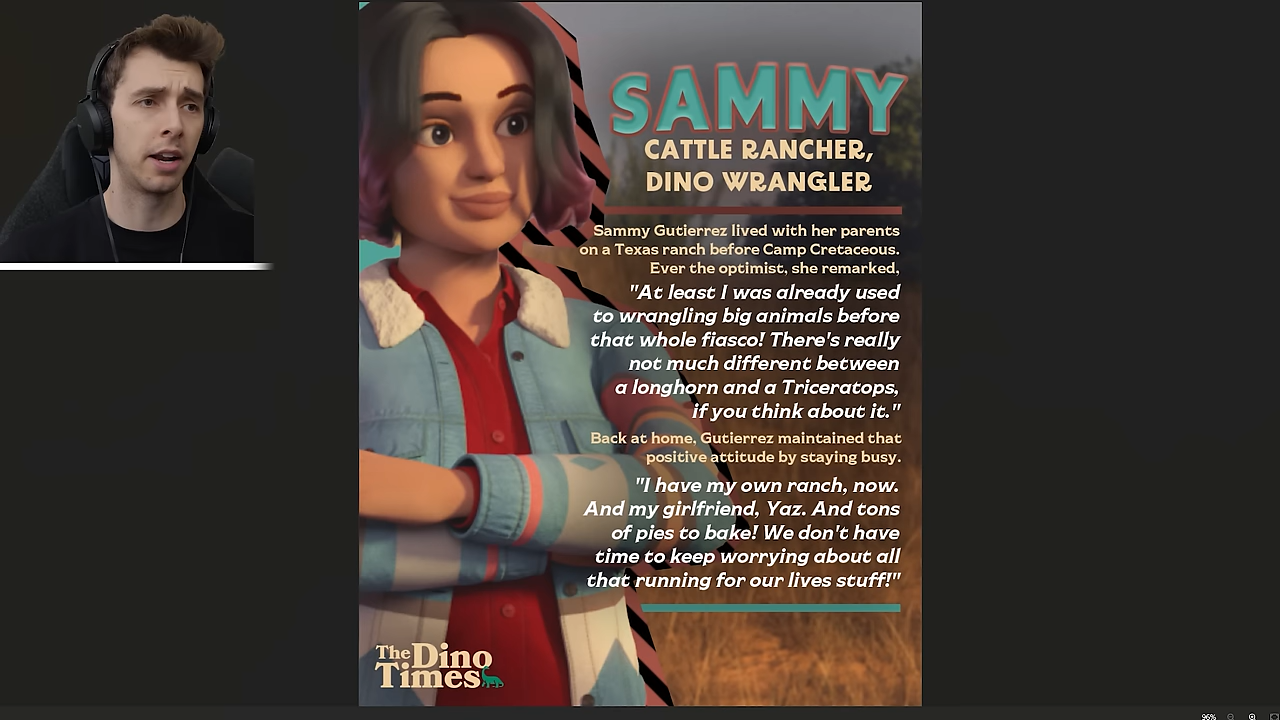 SAMMY
CATTLE RANCHER,
DINO WRANGLER
Sammy Gutierrez lived with her parents
on a Texas ranch before Camp Cretaceous.
Ever the optimist, she remarked,
"At least I was already used
to wrangling big animals before
that whole fiasco! There's really
not much different between
a longhorn and a Triceratops,
if you think about it."
Back at home, Gutierrez maintained that
positive attitude by staying busy.
"I have my own ranch, now.
And my girlfriend, Yaz. And tons
of pies to bake! We don't have
time to keep worrying about all
that running for our lives stuff!"
The Dino
Times
96%